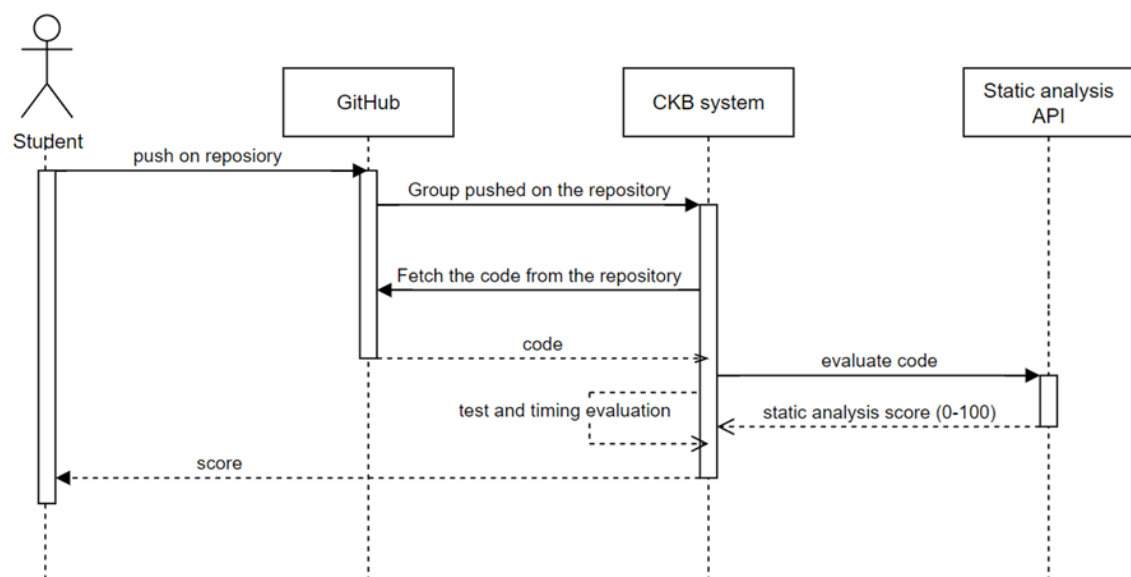 Student
GitHub
CKB system
Static analysis
API
push on reposiory
Group pushed on the repository
Fetch the code from the repository
code
evaluate code
test and timing evaluation
static analysis score (0-100)
score